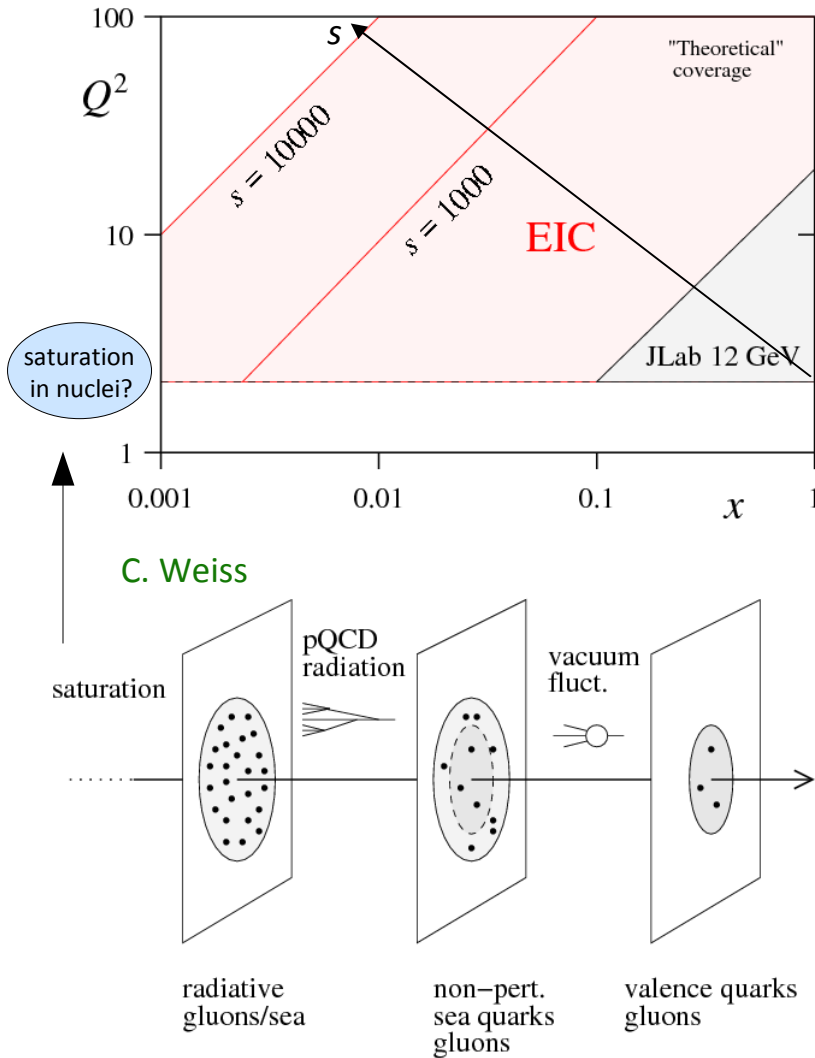 100
s
"Theoretical"
coverage
Q²
s = 10000
s = 1000
10
EIC
saturation
in nuclei?
JLab 12 GeV
1
0.001
0.01
0.1
x
1
C. Weiss
pQCD
radiation
vacuum
fluct.
saturation
radiative
gluons/sea
non-pert.
sea quarks
gluons
valence quarks
gluons